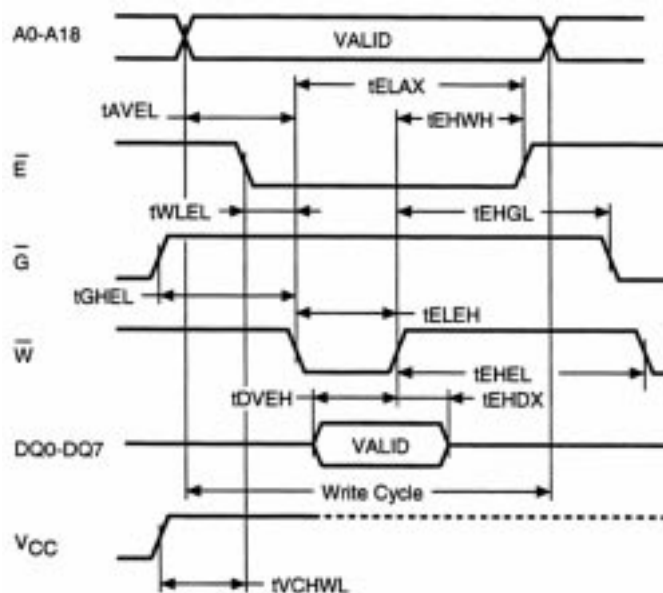 A0-A18
VALID
tELAX
tAVEL
tEHWH
E
tWLEL
tEHGL
G
tGHEL
tELEH
W
tEHEL
tDVEH
tEHDX
DQ0-DQ7
VALID
Write Cycle
VCC
tVCHWL